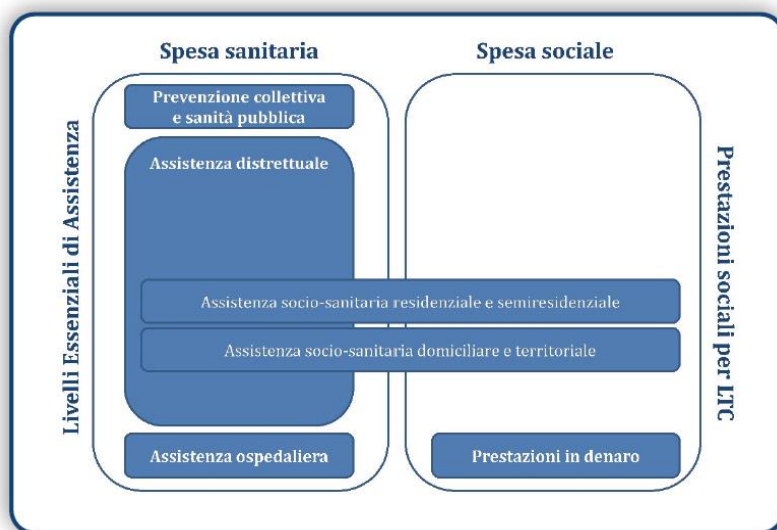 Spesa sanitaria
Spesa sociale
Livelli Essenziali di Assistenza
Prevenzione collettiva
e sanità pubblica
Assistenza distrettuale
Assistenza socio-sanitaria residenziale e semiresidenziale
Assistenza socio-sanitaria domiciliare e territoriale
Assistenza ospedaliera
Prestazioni in denaro
Prestazioni sociali per LTC